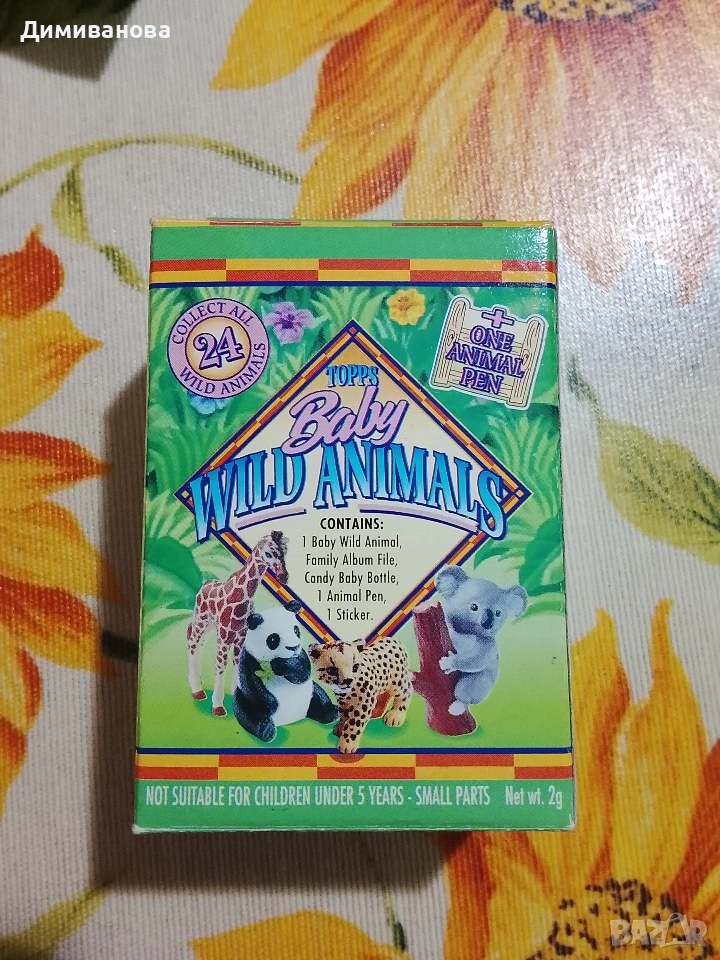 Димиванова
COLLECT ALL
24
WILD ANIMALS
+
ONE
ANIMAL
PEN
TOPPS
Baby
WILD ANIMALS
CONTAINS:
1 Baby Wild Animal,
Family Album File,
Candy Baby Bottle,
1 Animal Pen,
1 Sticker.
NOT SUITABLE FOR CHILDREN UNDER 5 YEARS - SMALL PARTS Net wt. 2g
BAZAR